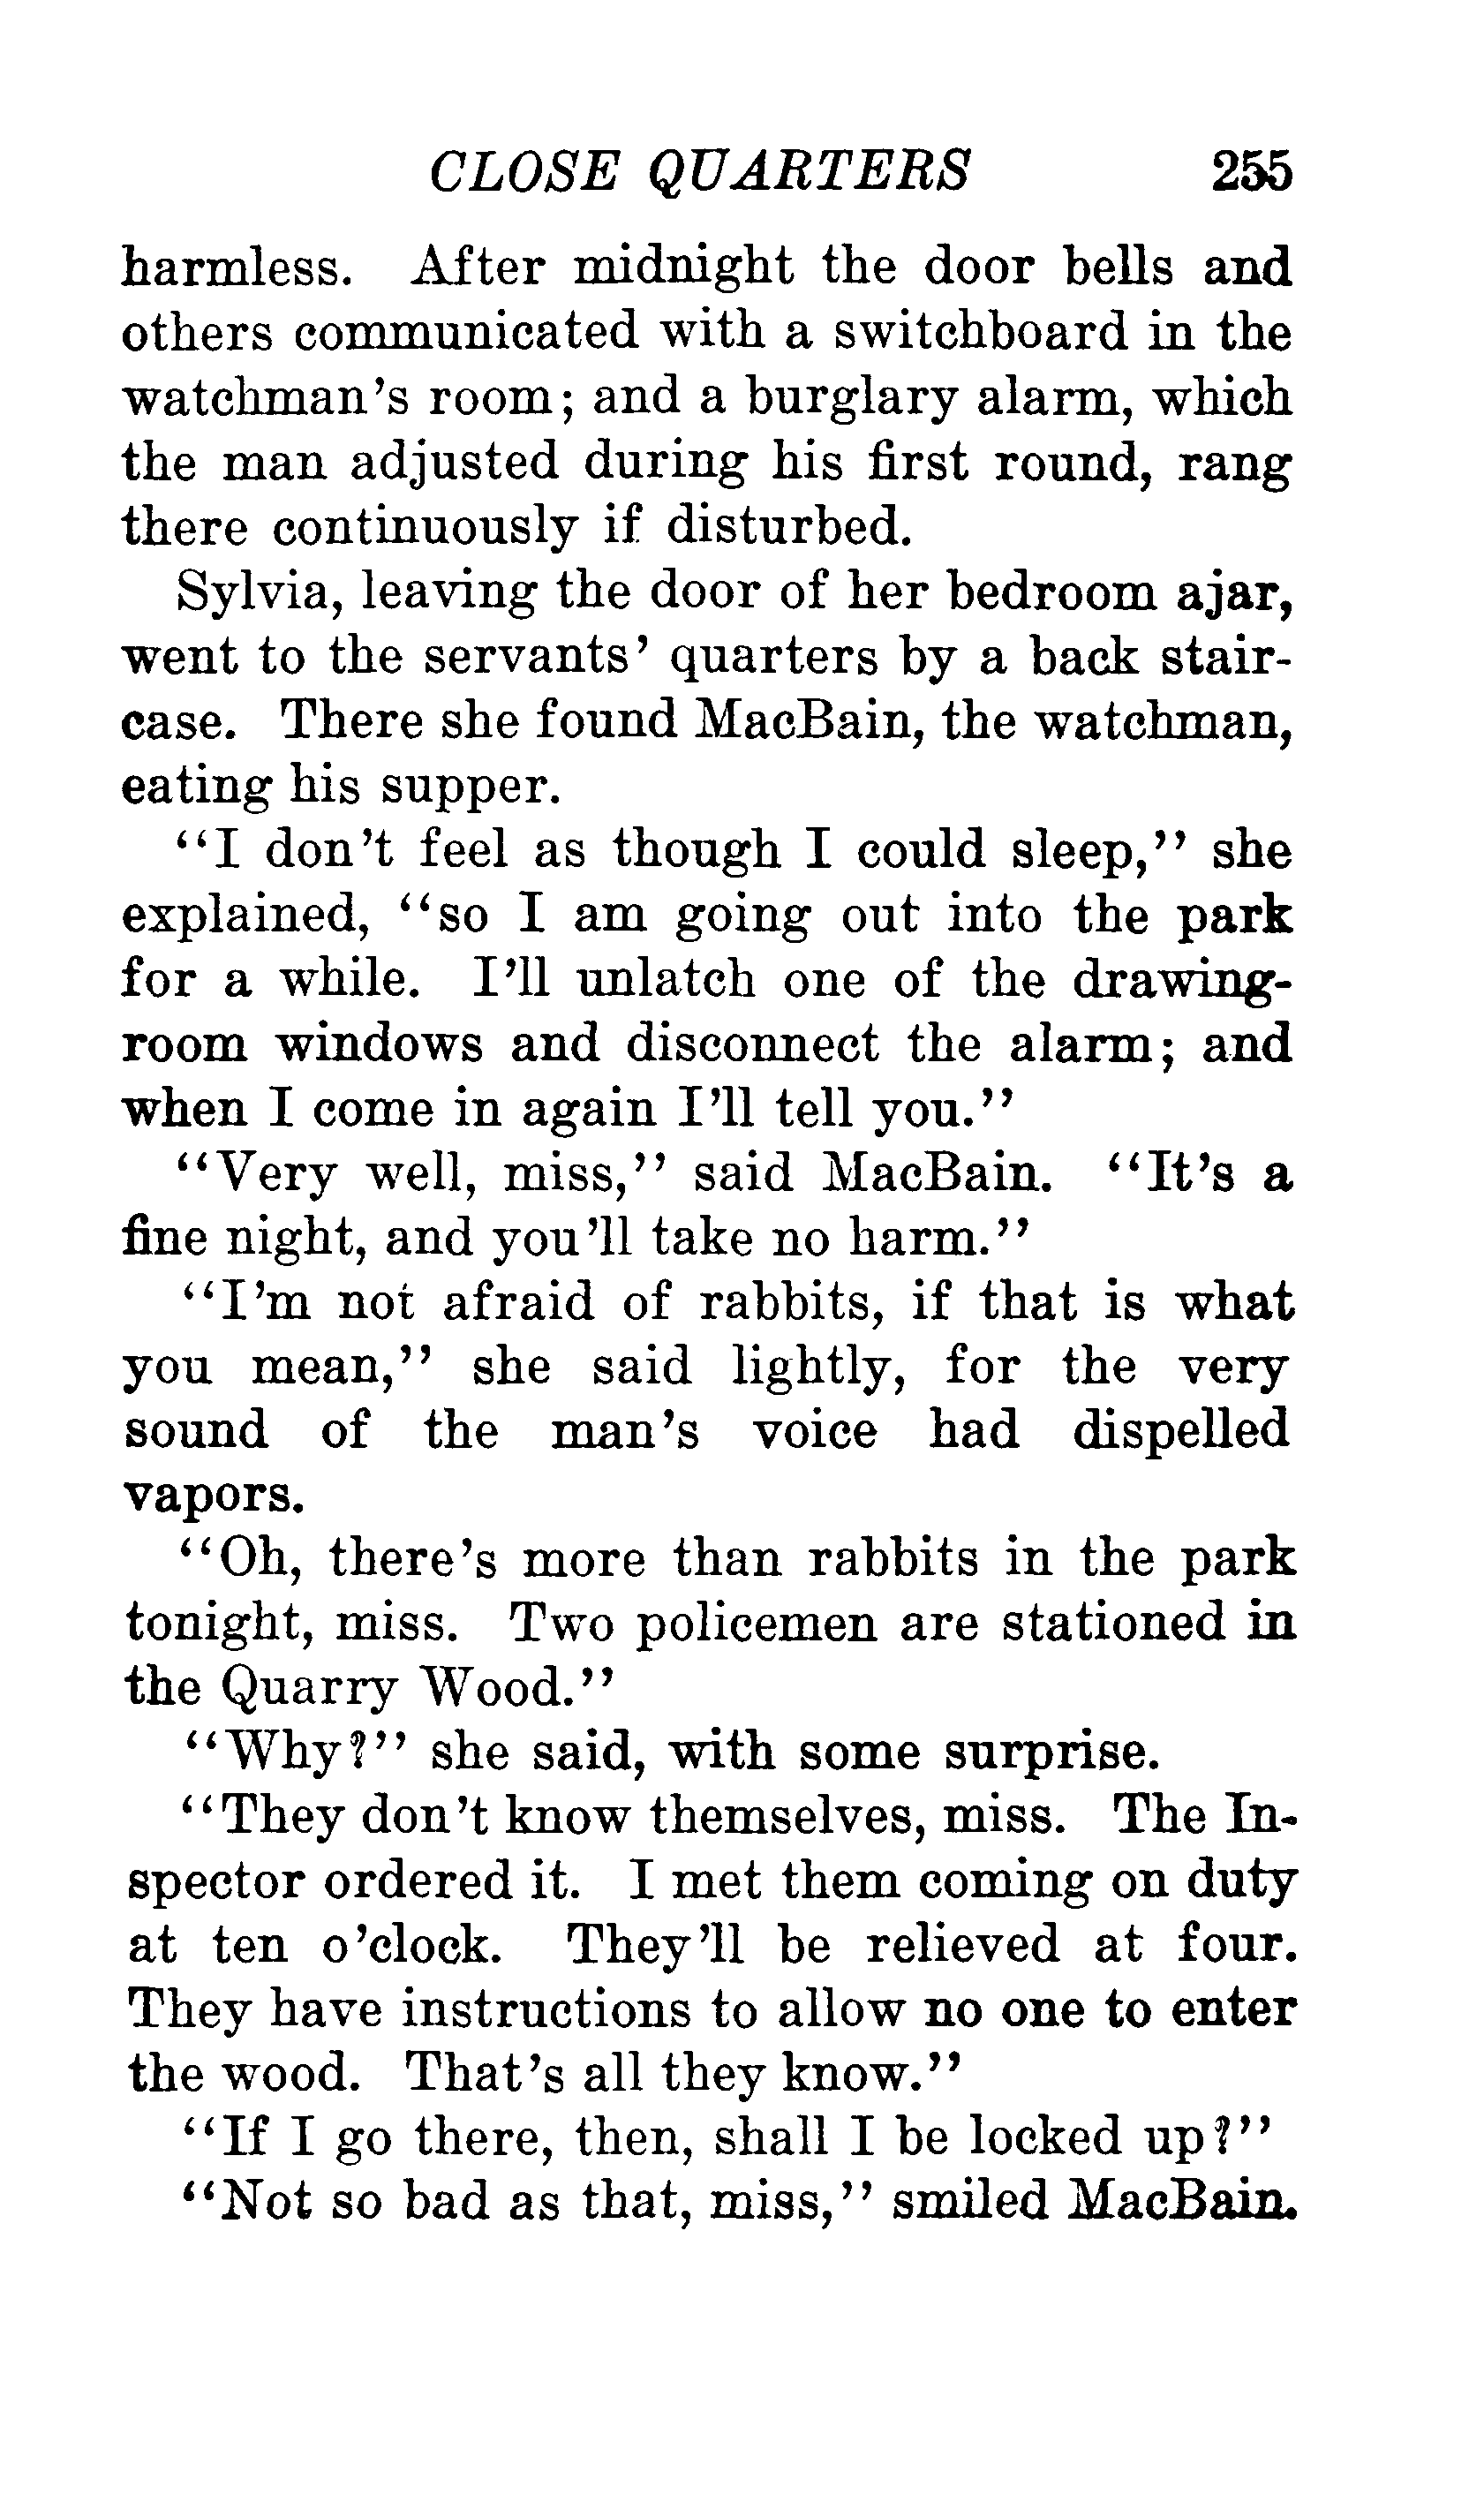 CLOSE QUARTERS 255
harmless. After midnight the door bells and
others communicated with a switchboard in the
watchman's room; and a burglary alarm, which
the man adjusted during his first round, rang
there continuously if disturbed.
Sylvia, leaving the door of her bedroom ajar,
went to the servants' quarters by a back stair-
case. There she found MacBain, the watchman,
eating his supper.
"I don't feel as though I could sleep," she
explained, "so I am going out into the park
for a while. I'll unlatch one of the drawing-
room windows and disconnect the alarm; and
when I come in again I'll tell you."
"Very well, miss," said MacBain. "It's a
fine night, and you'll take no harm."
"I'm not afraid of rabbits, if that is what
you mean," she said lightly, for the very
sound of the man's voice had dispelled
vapors.
"Oh, there's more than rabbits in the park
tonight, miss. Two policemen are stationed in
the Quarry Wood."
"Why?" she said, with some surprise.
"They don't know themselves, miss. The In-
spector ordered it. I met them coming on duty
at ten o'clock. They'll be relieved at four.
They have instructions to allow no one to enter
the wood. That's all they know."
"If I go there, then, shall I be locked up?"
"Not so bad as that, miss," smiled MacBain.